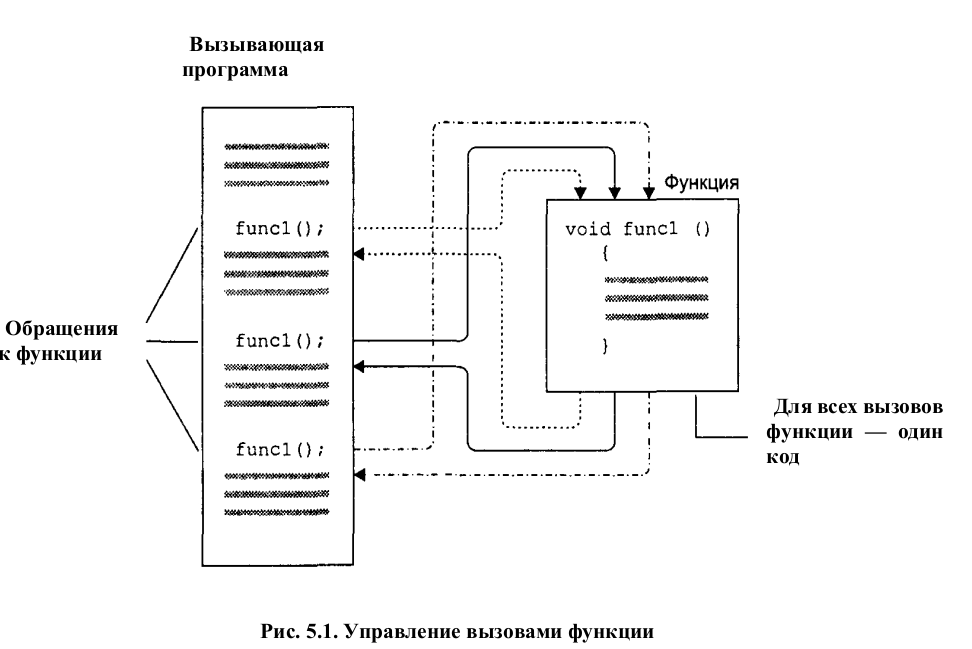 Вызывающая
программа
Функция
func1();
void func1 ()
{
func1();
}
Обращения
к функции
func1();
Для всех вызовов
функции — один
код
Рис. 5.1. Управление вызовами функции